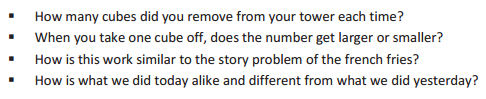 ▪ How many cubes did you remove from your tower each time?
▪ When you take one cube off, does the number get larger or smaller?
▪ How is this work similar to the story problem of the french fries?
▪ How is what we did today alike and different from what we did yesterday?